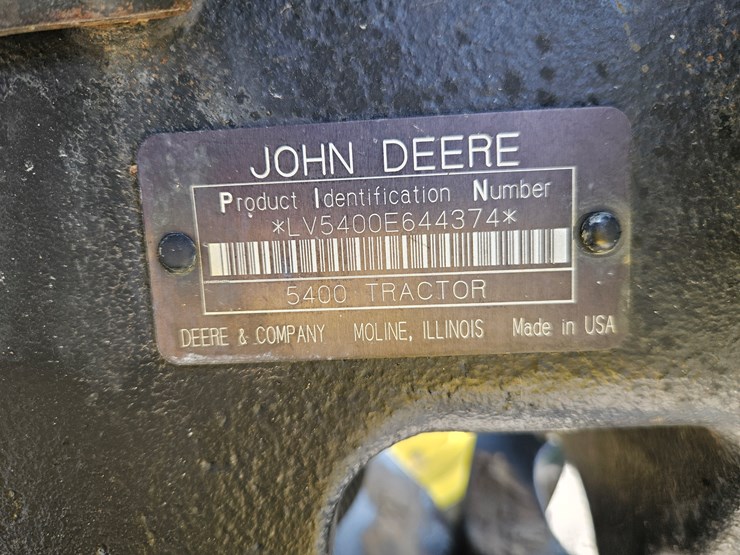 JOHN DEERE
Product Identification Number
*LV5400E644374*
5400 TRACTOR
DEERE & COMPANY MOLINE, ILLINOIS Made in USA